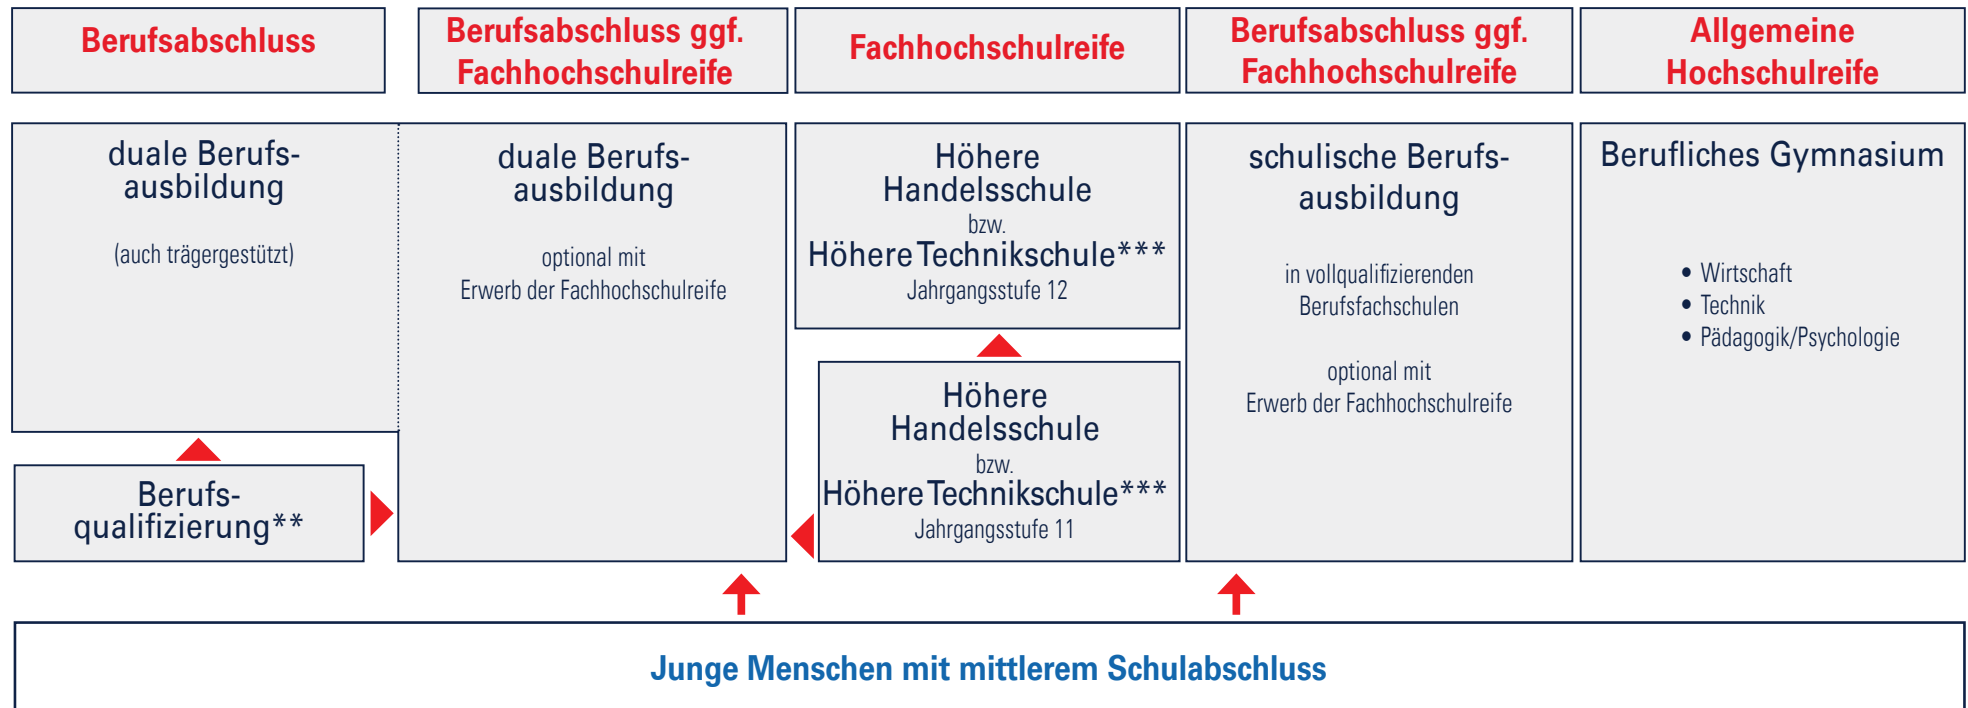 Berufsabschluss
Berufsabschluss ggf.
Fachhochschulreife
Fachhochschulreife
Berufsabschluss ggf.
Fachhochschulreife
Allgemeine
Hochschulreife
duale Berufs-
ausbildung
(auch trägergestützt)
duale Berufs-
ausbildung
optional mit
Erwerb der Fachhochschulreife
Höhere
Handelsschule
bzw.
Höhere Technikschule***
Jahrgangsstufe 12
schulische Berufs-
ausbildung
in vollqualifizierenden
Berufsfachschulen
optional mit
Erwerb der Fachhochschulreife
Berufliches Gymnasium
• Wirtschaft
• Technik
• Pädagogik/Psychologie
Berufs-
qualifizierung**
Höhere
Handelsschule
bzw.
Höhere Technikschule***
Jahrgangsstufe 11
Junge Menschen mit mittlerem Schulabschluss